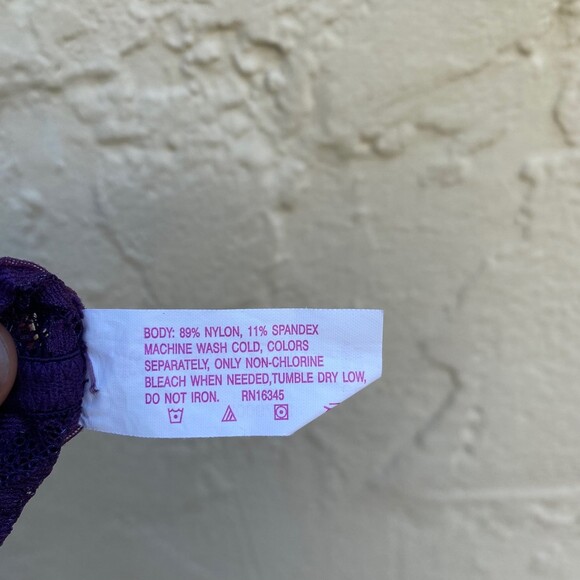 BODY: 89% NYLON, 11% SPANDEX
MACHINE WASH COLD, COLORS
SEPARATELY, ONLY NON-CHLORINE
BLEACH WHEN NEEDED,TUMBLE DRY LOW,
DO NOT IRON. RN16345